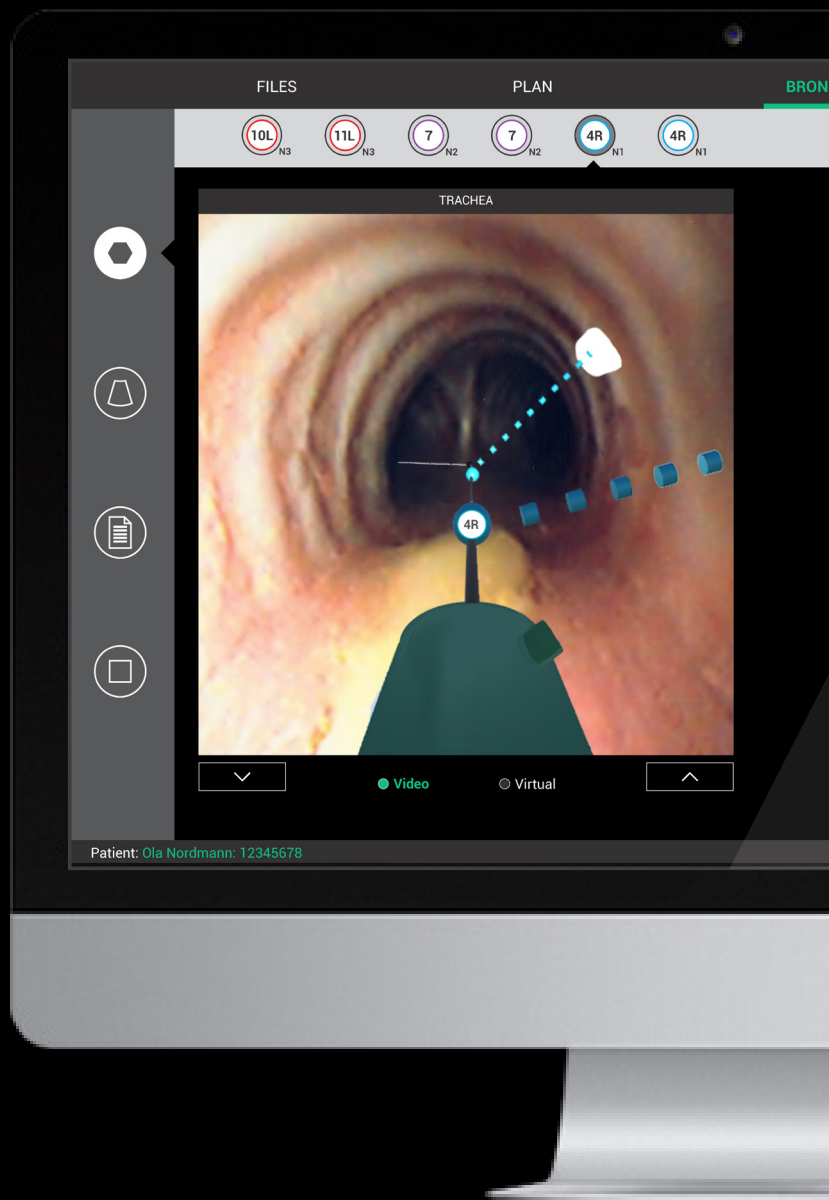 FILES PLAN BRON
10L N3 11L N3 7 N2 7 N2 4R N1 4R N1
TRACHEA
4R
Video Virtual
Patient: Ola Nordmann: 12345678